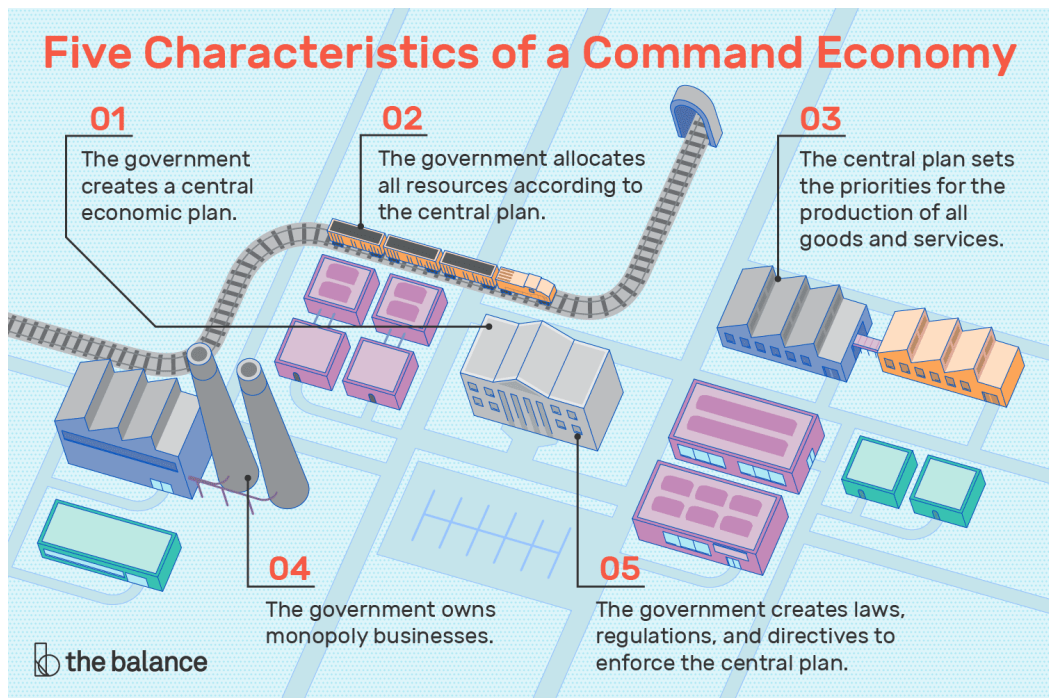 Five Characteristics of a Command Economy
01
The government
creates a central
economic plan.
02
The government allocates
all resources according to
the central plan.
03
The central plan sets
the priorities for the
production of all
goods and services.
04
The government owns
monopoly businesses.
05
The government creates laws,
regulations, and directives to
enforce the central plan.
the balance